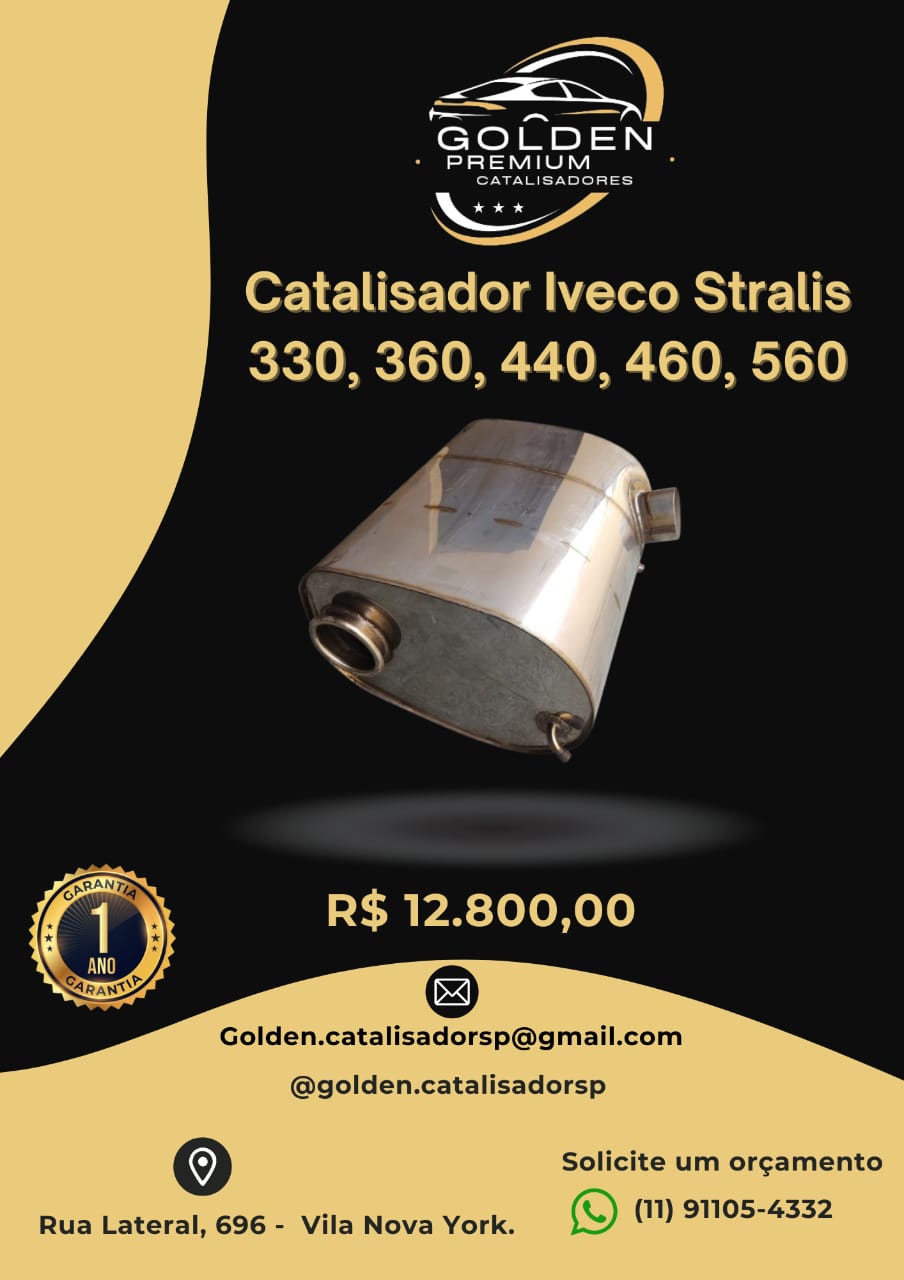 GOLDEN
PREMIUM
CATALISADORES
Catalisador Iveco Stralis
330, 360, 440, 460, 560
R$ 12.800,00
GARANTIA
1
ANO
GARANTIA
Golden.catalisadorsp@gmail.com
@golden.catalisadorsp
Solicite um orçamento
(11) 91105-4332
Rua Lateral, 696 - Vila Nova York.